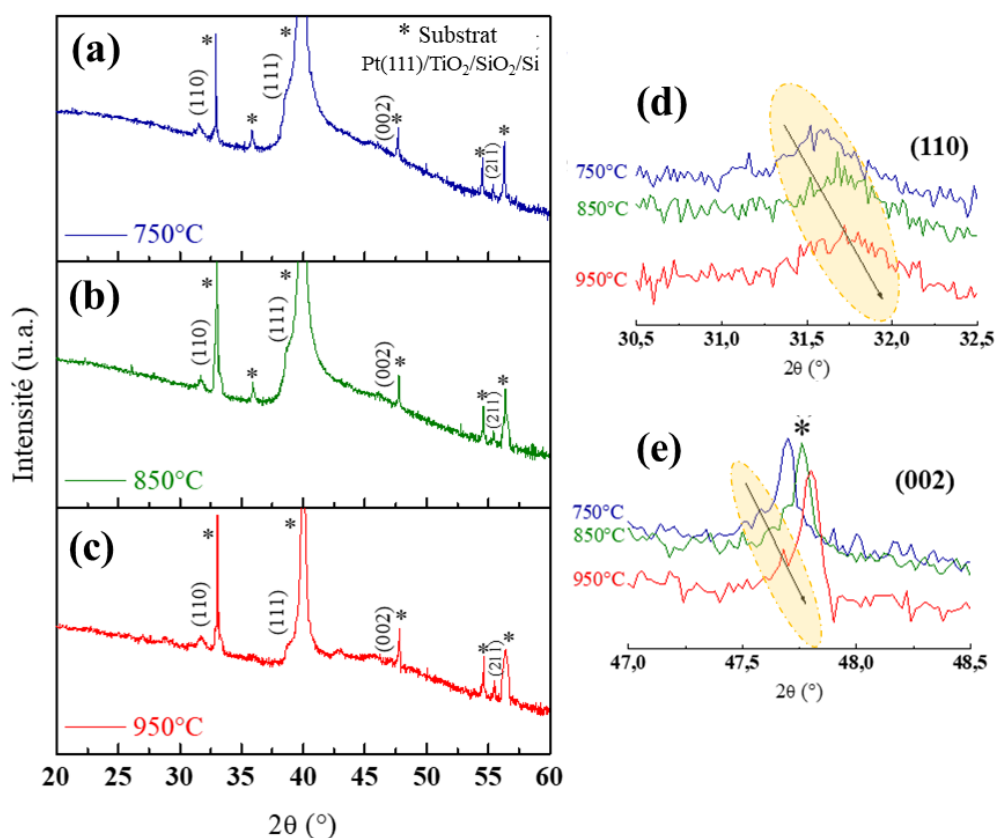 (a)
* Substrat
Pt(111)/TiO₂/SiO₂/Si
(110)
*
*
(111)
*
(002)
*
*
(211)
*
750°C
(b)
(110)
*
*
(111)
*
(002)
*
*
(211)
*
850°C
(c)
(110)
*
(111)
*
(002)
*
*
(211)
*
950°C
20 25 30 35 40 45 50 55 60
2θ (°)
Intensité (u.a.)
(d)
(110)
750°C
850°C
950°C
30,5 31,0 31,5 32,0 32,5
2θ (°)
(e)
*
(002)
750°C
850°C
950°C
47,0 47,5 48,0 48,5
2θ (°)